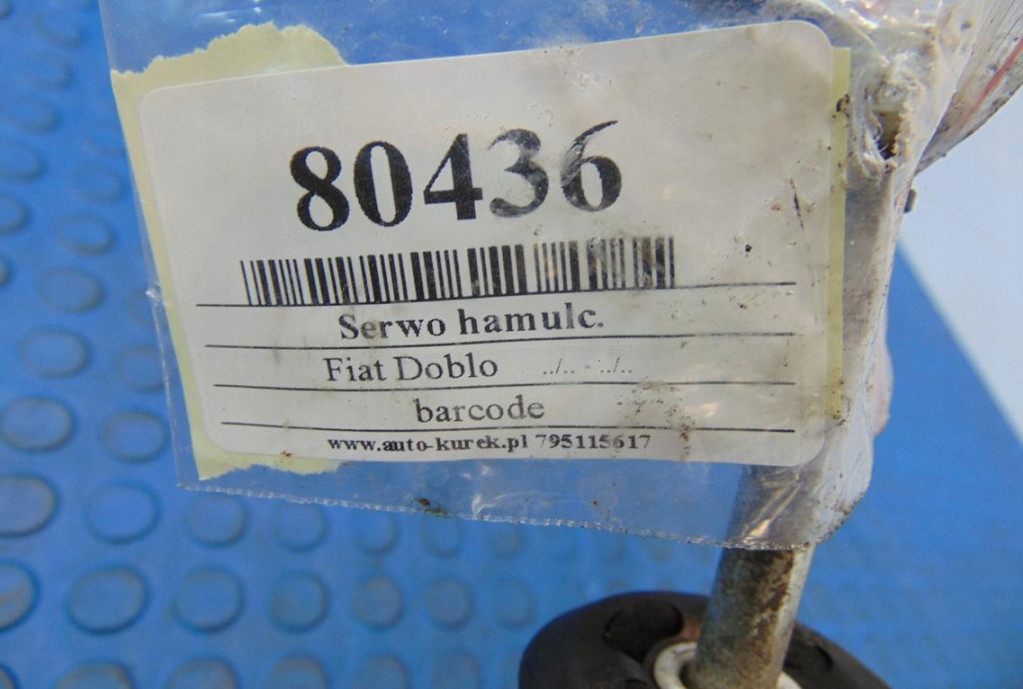 80436
Serwo hamulc.
Fiat Doblo ../.. - ../..
barcode
www.auto-kurek.pl 795115617